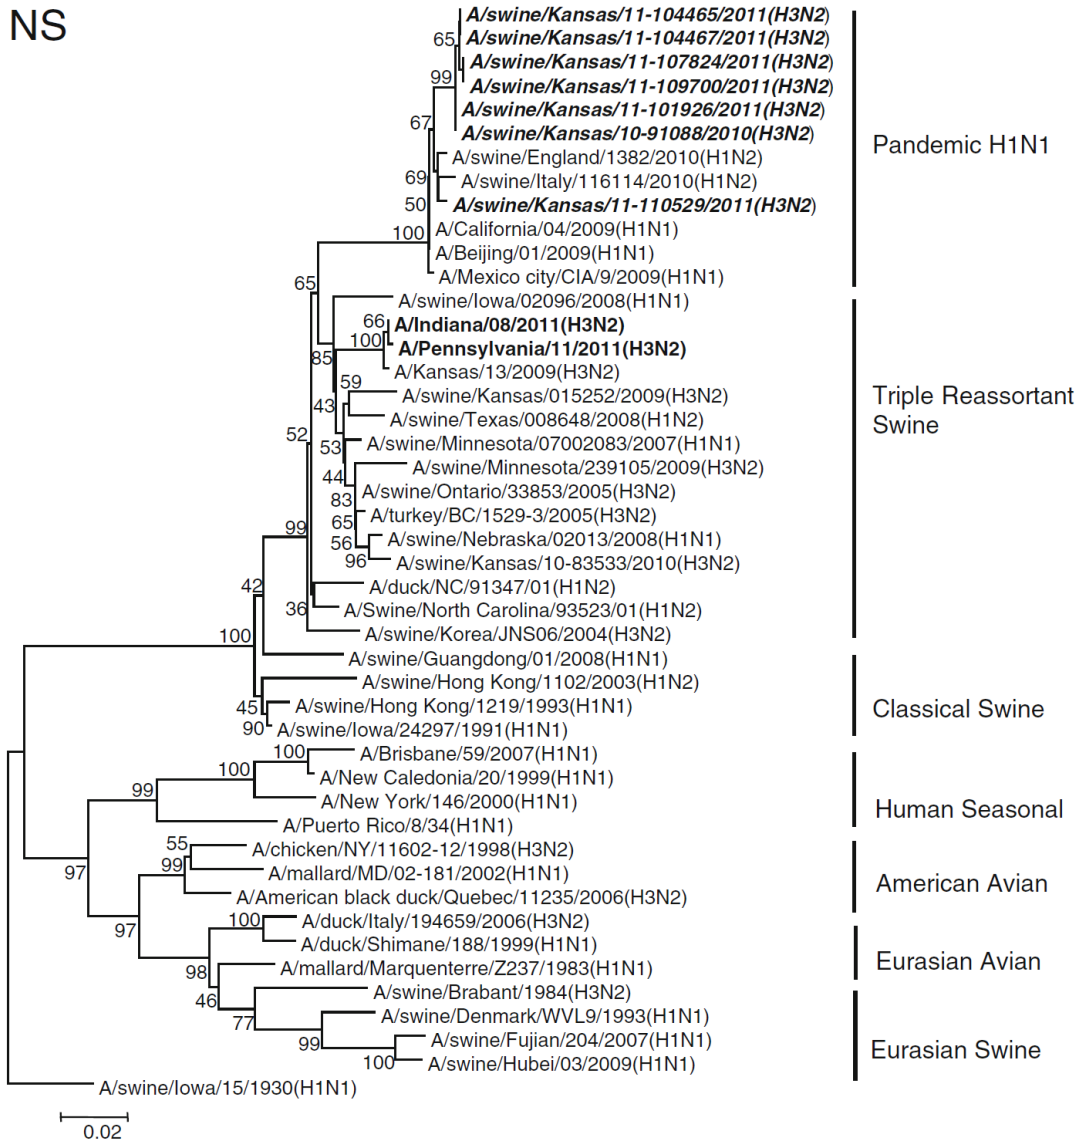 NS
A/swine/Kansas/11-104465/2011(H3N2)
65
A/swine/Kansas/11-104467/2011(H3N2)
A/swine/Kansas/11-107824/2011(H3N2)
99
A/swine/Kansas/11-109700/2011(H3N2)
A/swine/Kansas/11-101926/2011(H3N2)
67
A/swine/Kansas/10-91088/2010(H3N2)
Pandemic H1N1
A/swine/England/1382/2010(H1N2)
69
A/swine/Italy/116114/2010(H1N2)
50
A/swine/Kansas/11-110529/2011(H3N2)
100
A/California/04/2009(H1N1)
A/Beijing/01/2009(H1N1)
A/Mexico city/CIA/9/2009(H1N1)
65
A/swine/Iowa/02096/2008(H1N1)
66
A/Indiana/08/2011(H3N2)
100
A/Pennsylvania/11/2011(H3N2)
85
A/Kansas/13/2009(H3N2)
59
A/swine/Kansas/015252/2009(H3N2)
Triple Reassortant
Swine
43
A/swine/Texas/008648/2008(H1N2)
52
53
A/swine/Minnesota/07002083/2007(H1N1)
A/swine/Minnesota/239105/2009(H3N2)
44
A/swine/Ontario/33853/2005(H3N2)
83
A/turkey/BC/1529-3/2005(H3N2)
65
99
A/swine/Nebraska/02013/2008(H1N1)
56
A/swine/Kansas/10-83533/2010(H3N2)
96
42
A/duck/NC/91347/01(H1N2)
36
A/Swine/North Carolina/93523/01(H1N2)
100
A/swine/Korea/JNS06/2004(H3N2)
A/swine/Guangdong/01/2008(H1N1)
A/swine/Hong Kong/1102/2003(H1N2)
45
A/swine/Hong Kong/1219/1993(H1N1)
Classical Swine
90
A/swine/Iowa/24297/1991(H1N1)
100
A/Brisbane/59/2007(H1N1)
100
A/New Caledonia/20/1999(H1N1)
99
A/New York/146/2000(H1N1)
Human Seasonal
A/Puerto Rico/8/34(H1N1)
55
A/chicken/NY/11602-12/1998(H3N2)
97
99
A/mallard/MD/02-181/2002(H1N1)
American Avian
A/American black duck/Quebec/11235/2006(H3N2)
97
100
A/duck/Italy/194659/2006(H3N2)
A/duck/Shimane/188/1999(H1N1)
Eurasian Avian
98
A/mallard/Marquenterre/Z237/1983(H1N1)
46
A/swine/Brabant/1984(H3N2)
77
A/swine/Denmark/WVL9/1993(H1N1)
99
A/swine/Fujian/204/2007(H1N1)
Eurasian Swine
100
A/swine/Hubei/03/2009(H1N1)
A/swine/Iowa/15/1930(H1N1)
0.02